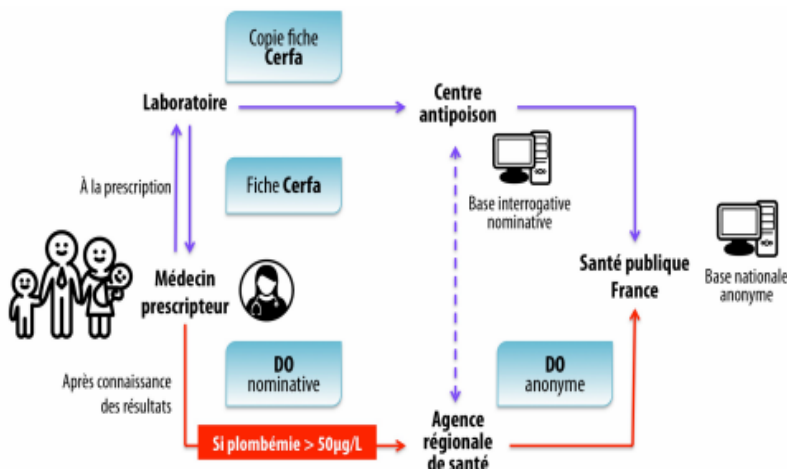 Copie fiche
Cerfa
Laboratoire
Centre
antipoison
À la prescription
Fiche Cerfa
Base interrogative
nominative
Médecin
prescripteur
Santé publique
France
Base nationale
anonyme
DO
nominative
DO
anonyme
Après connaissance
des résultats
Si plombémie > 50µg/L
Agence
régionale
de santé